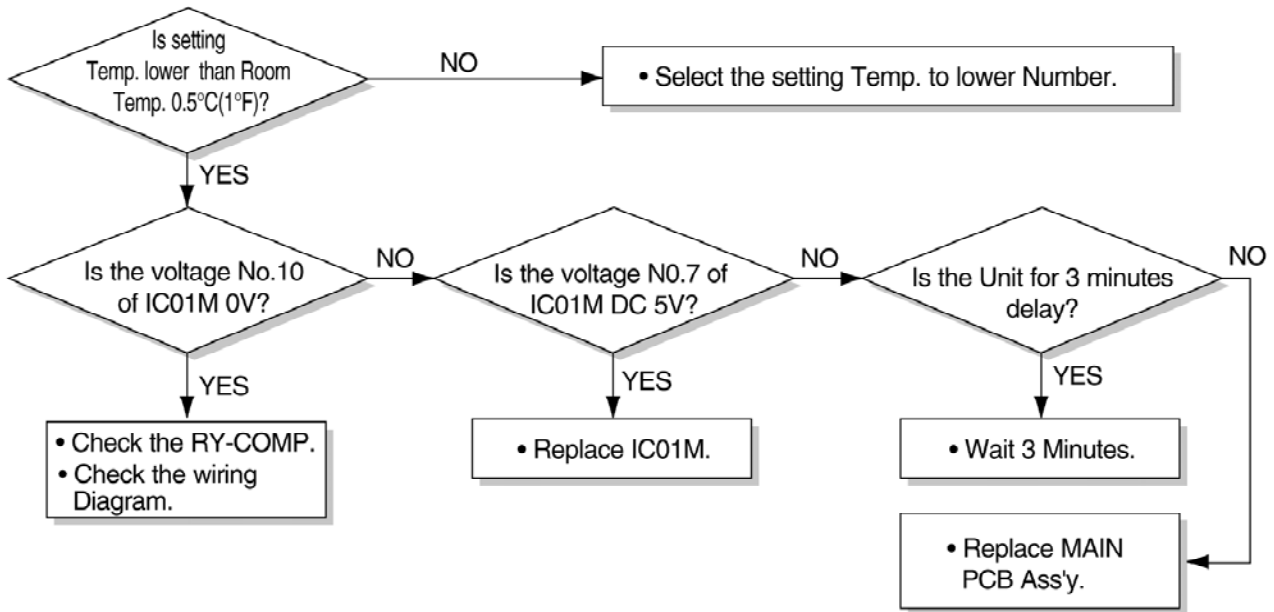 Is setting
Temp. lower than Room
Temp. 0.5°C(1°F)?
NO
• Select the setting Temp. to lower Number.
YES
Is the voltage No.10
of IC01M 0V?
NO
Is the voltage N0.7 of
IC01M DC 5V?
NO
Is the Unit for 3 minutes
delay?
NO
YES
• Check the RY-COMP.
• Check the wiring
Diagram.
YES
• Replace IC01M.
YES
• Wait 3 Minutes.
• Replace MAIN
PCB Ass'y.